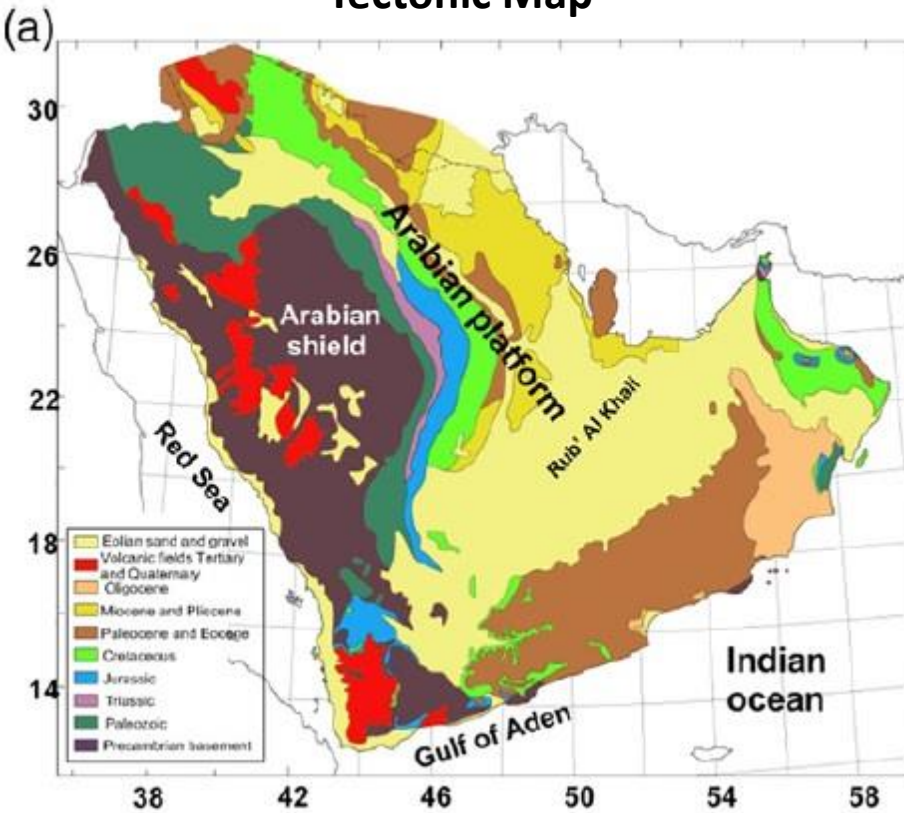 Tectonic Map
(a)
30
26
22
18
14
38
42
46
50
54
58
Arabian platform
Arabian
shield
Rub' Al Khali
Red Sea
Gulf of Aden
Indian
ocean
Eolian sand and gravel
Volcanic fields Tertiary
and Quaternary
Oligocene
Miocene and Pliocene
Paleocene and Eocene
Cretaceous
Jurassic
Triassic
Paleozoic
Precambrian basement